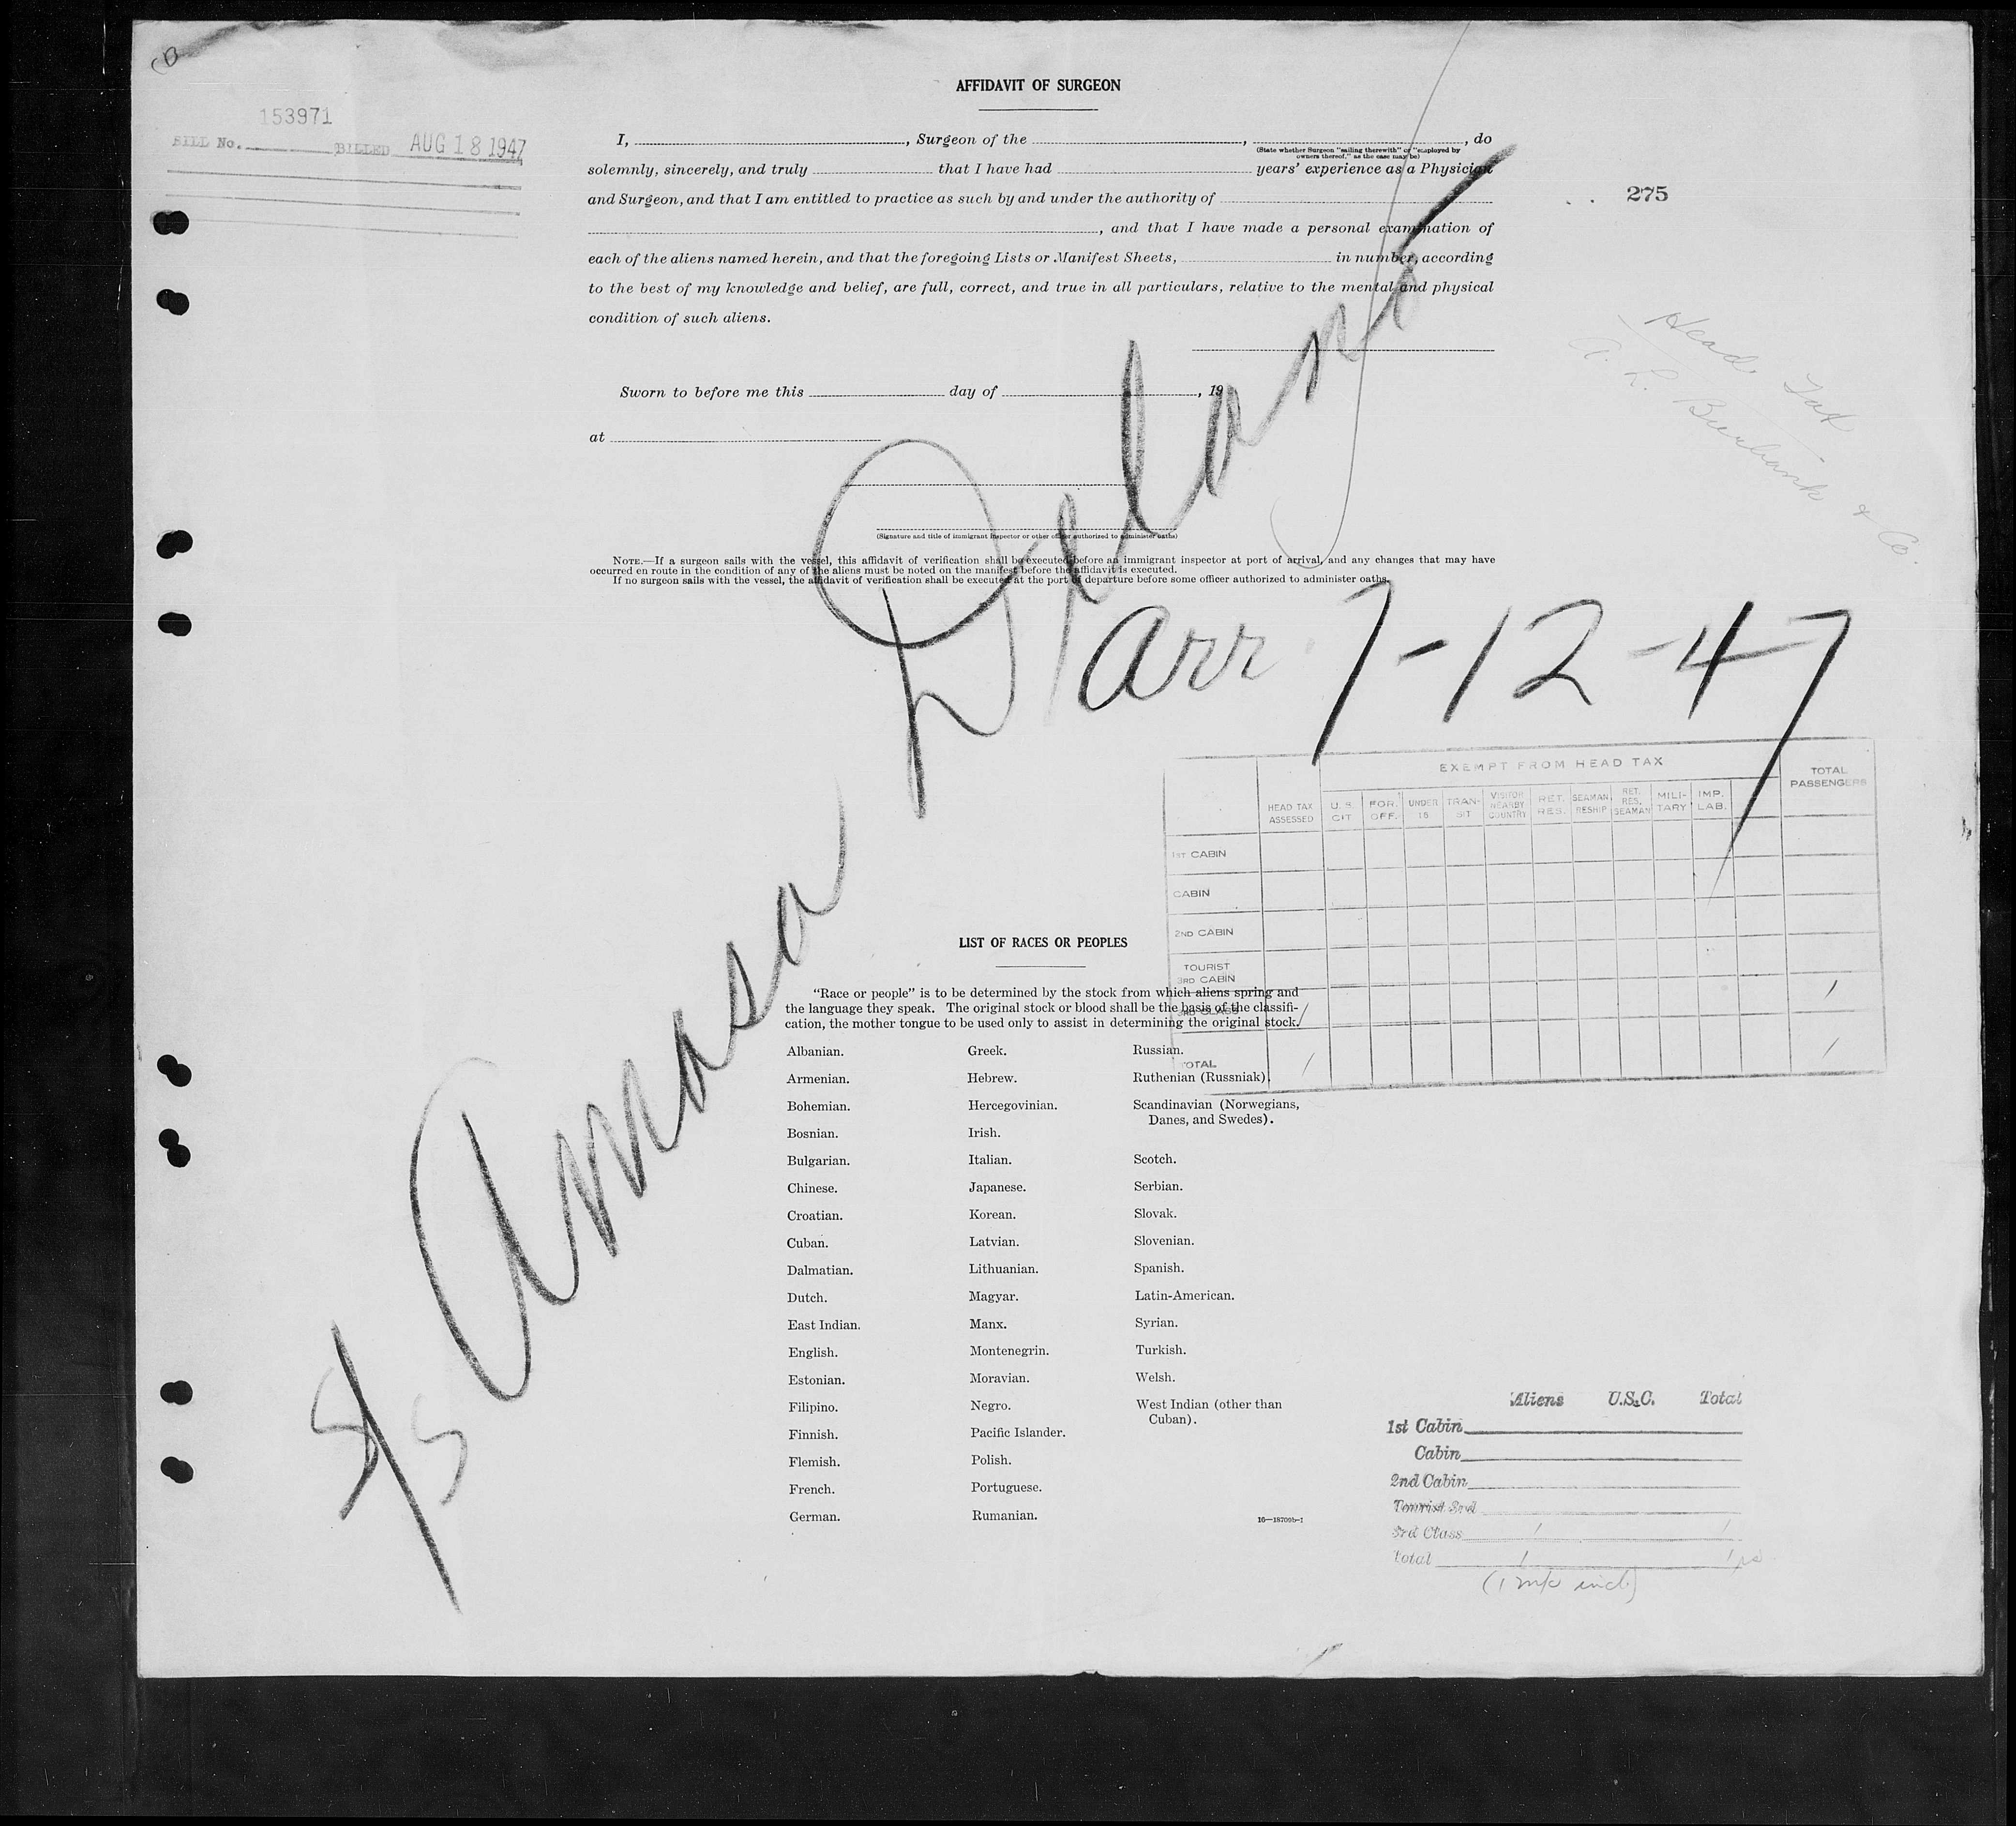 153971
BILL No. BILLED AUG 18 1947
AFFIDAVIT OF SURGEON
I, , Surgeon of the , , do
(State whether Surgeon "sailing therewith" or "employed by
owners thereof," as the case may be)
solemnly, sincerely, and truly that I have had years' experience as a Physician
and Surgeon, and that I am entitled to practice as such by and under the authority of
, and that I have made a personal examination of
each of the aliens named herein, and that the foregoing Lists or Manifest Sheets, in number, according
to the best of my knowledge and belief, are full, correct, and true in all particulars, relative to the mental and physical
condition of such aliens.
Sworn to before me this day of , 19
at
(Signature and title of immigrant inspector or other officer authorized to administer oaths)
NOTE.—If a surgeon sails with the vessel, this affidavit of verification shall be executed before an immigrant inspector at port of arrival, and any changes that may have
occurred en route in the condition of any of the aliens must be noted on the manifest before the affidavit is executed.
If no surgeon sails with the vessel, the affidavit of verification shall be executed at the port of departure before some officer authorized to administer oaths.
275
Head Tax
A. L. Burbank & Co
S/S Amasa Delano
arr 7-12-47
EXEMPT FROM HEAD TAX
TOTAL PASSENGERS
HEAD TAX ASSESSED
U. S. CIT
FOR. OFF.
UNDER 16
TRAN-SIT
VISITOR NEARBY COUNTRY
RET. RES.
SEAMAN RESHIP
RET. RES. SEAMAN
MILI-TARY
IMP. LAB.
1ST CABIN
CABIN
2ND CABIN
TOURIST
3RD CABIN
3RD CLASS / 1
TOTAL / 1
LIST OF RACES OR PEOPLES
"Race or people" is to be determined by the stock from which aliens spring and
the language they speak. The original stock or blood shall be the basis of the classifi-
cation, the mother tongue to be used only to assist in determining the original stock.
Albanian.
Armenian.
Bohemian.
Bosnian.
Bulgarian.
Chinese.
Croatian.
Cuban.
Dalmatian.
Dutch.
East Indian.
English.
Estonian.
Filipino.
Finnish.
Flemish.
French.
German.
Greek.
Hebrew.
Hercegovinian.
Irish.
Italian.
Japanese.
Korean.
Latvian.
Lithuanian.
Magyar.
Manx.
Montenegrin.
Moravian.
Negro.
Pacific Islander.
Polish.
Portuguese.
Rumanian.
Russian.
Ruthenian (Russniak).
Scandinavian (Norwegians,
Danes, and Swedes).
Scotch.
Serbian.
Slovak.
Slovenian.
Spanish.
Latin-American.
Syrian.
Turkish.
Welsh.
West Indian (other than
Cuban).
16—18709b-1
Aliens U.S.C. Total
1st Cabin
Cabin
2nd Cabin
Tourist 3rd
3rd Class 1 1
Total 1 1